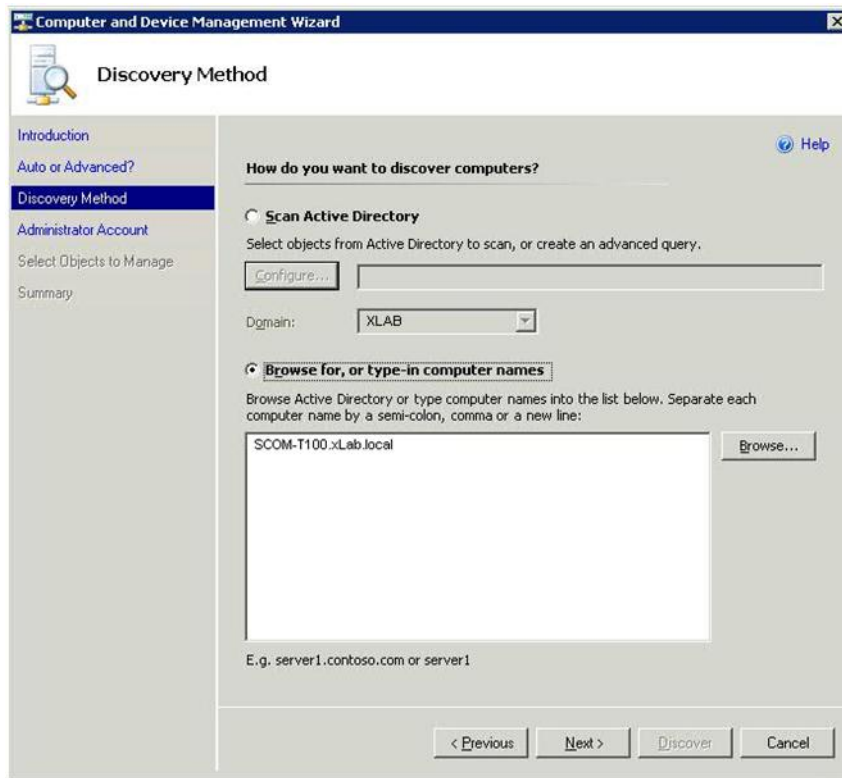 Computer and Device Management Wizard
Discovery Method
Introduction
Auto or Advanced?
Discovery Method
Administrator Account
Select Objects to Manage
Summary
Help
How do you want to discover computers?
Scan Active Directory
Select objects from Active Directory to scan, or create an advanced query.
Configure...
Domain:
XLAB
Browse for, or type-in computer names
Browse Active Directory or type computer names into the list below. Separate each
computer name by a semi-colon, comma or a new line:
SCOM-T100.xLab.local
Browse...
E.g. server1.contoso.com or server1
< Previous
Next >
Discover
Cancel